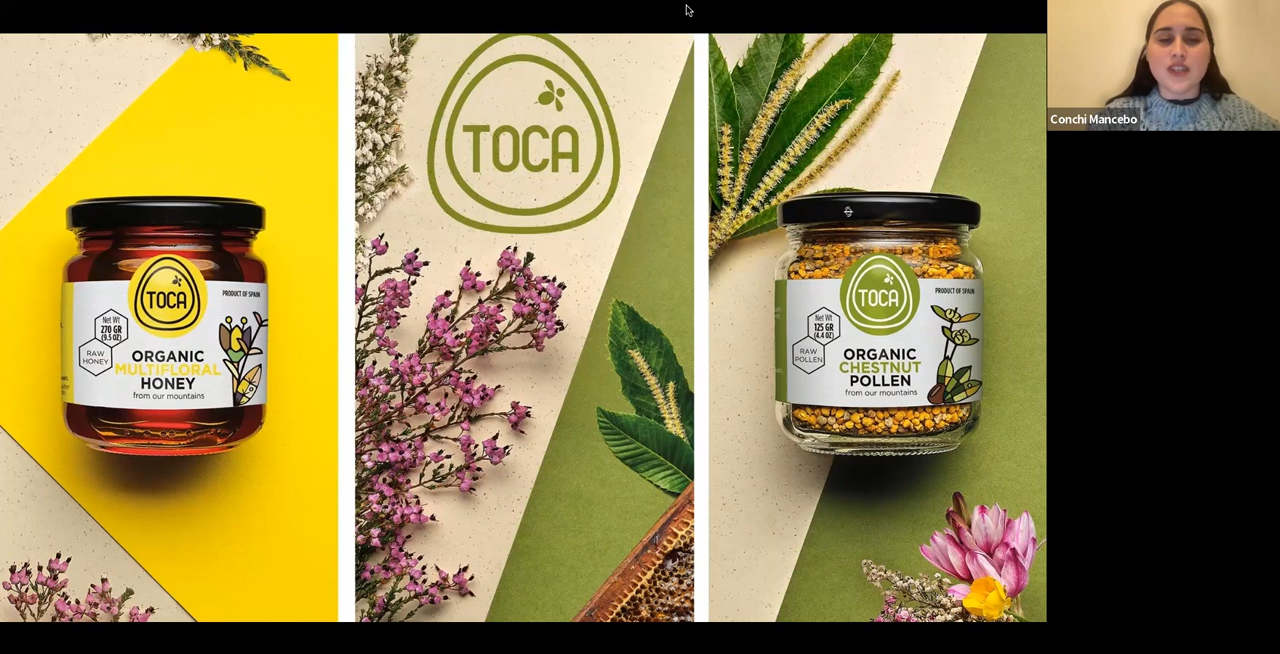 TOCA
PRODUCT OF SPAIN
Net Wt
270 GR
(9.5 OZ)
RAW
HONEY
ORGANIC
MULTIFLORAL
HONEY
from our mountains
TOCA
TOCA
PRODUCT OF SPAIN
Net Wt
125 GR
(4.4 OZ)
RAW
POLLEN
ORGANIC
CHESTNUT
POLLEN
from our mountains
Conchi Mancebo